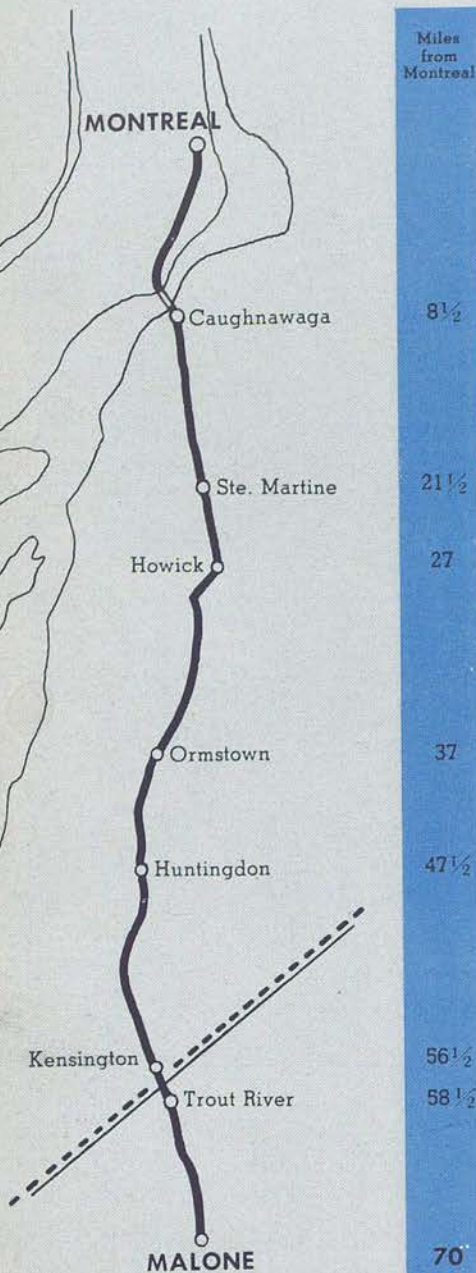 Miles
from
Montreal
MONTREAL
Caughnawaga 8½
Ste. Martine 21½
Howick 27
Ormstown 37
Huntingdon 47½
Kensington 56½
Trout River 58½
MALONE 70